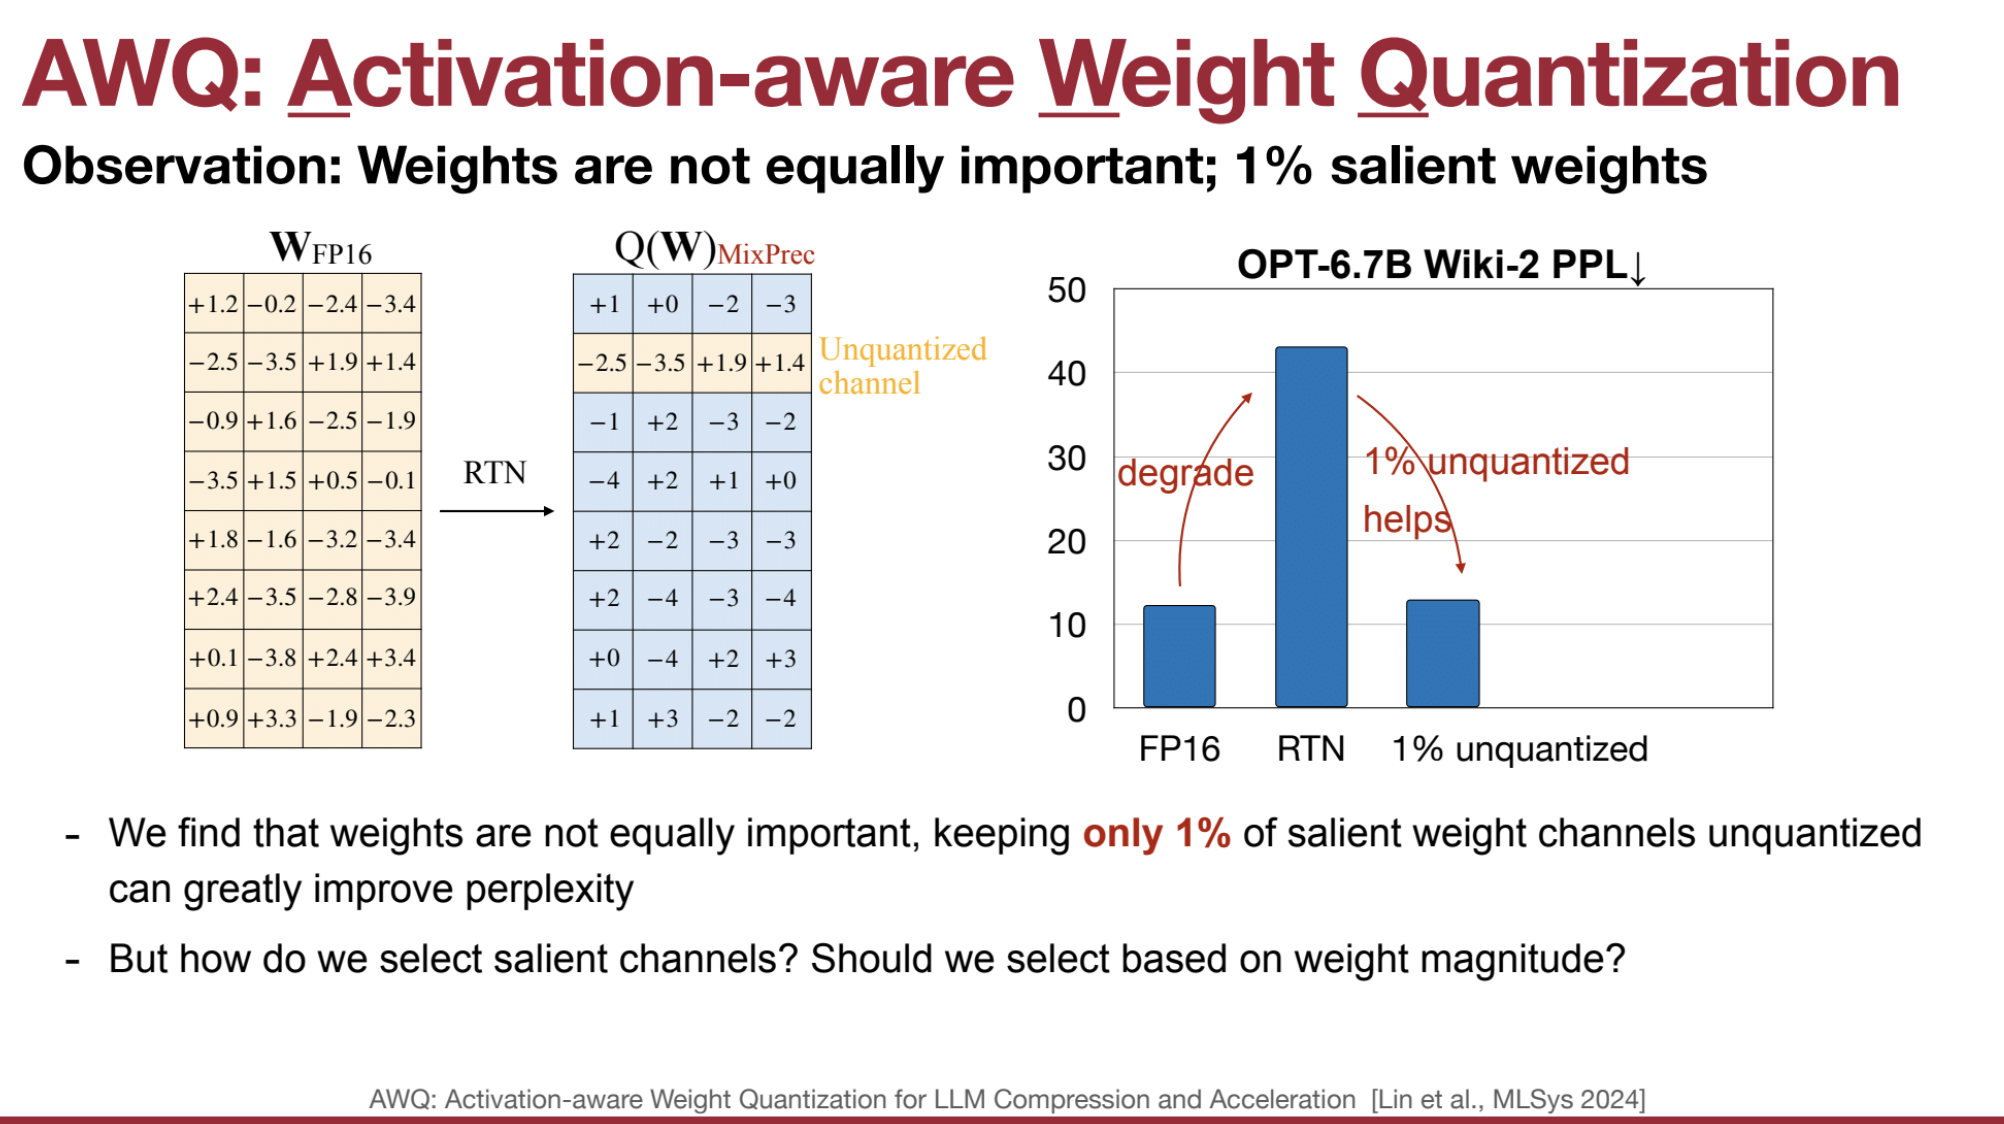 AWQ: Activation-aware Weight Quantization
Observation: Weights are not equally important; 1% salient weights
W FP16
+1.2 −0.2 −2.4 −3.4
−2.5 −3.5 +1.9 +1.4
−0.9 +1.6 −2.5 −1.9
−3.5 +1.5 +0.5 −0.1
+1.8 −1.6 −3.2 −3.4
+2.4 −3.5 −2.8 −3.9
+0.1 −3.8 +2.4 +3.4
+0.9 +3.3 −1.9 −2.3
RTN
Q(W) MixPrec
+1 +0 −2 −3
−2.5 −3.5 +1.9 +1.4
−1 +2 −3 −2
−4 +2 +1 +0
+2 −2 −3 −3
+2 −4 −3 −4
+0 −4 +2 +3
+1 +3 −2 −2
Unquantized
channel
OPT-6.7B Wiki-2 PPL↓
50
40
30
20
10
0
degrade
1% unquantized
helps
FP16 RTN 1% unquantized
- We find that weights are not equally important, keeping only 1% of salient weight channels unquantized
can greatly improve perplexity
- But how do we select salient channels? Should we select based on weight magnitude?
AWQ: Activation-aware Weight Quantization for LLM Compression and Acceleration [Lin et al., MLSys 2024]